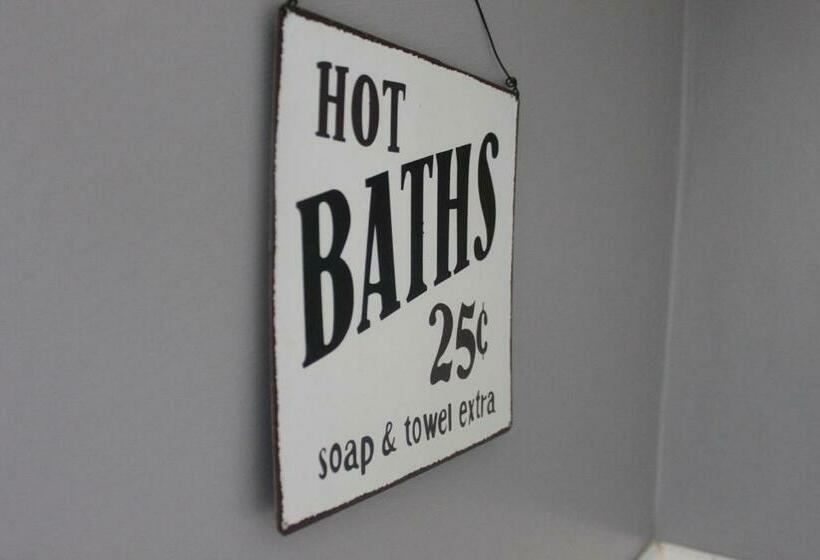 HOT
BATHS
25¢
soap & towel extra